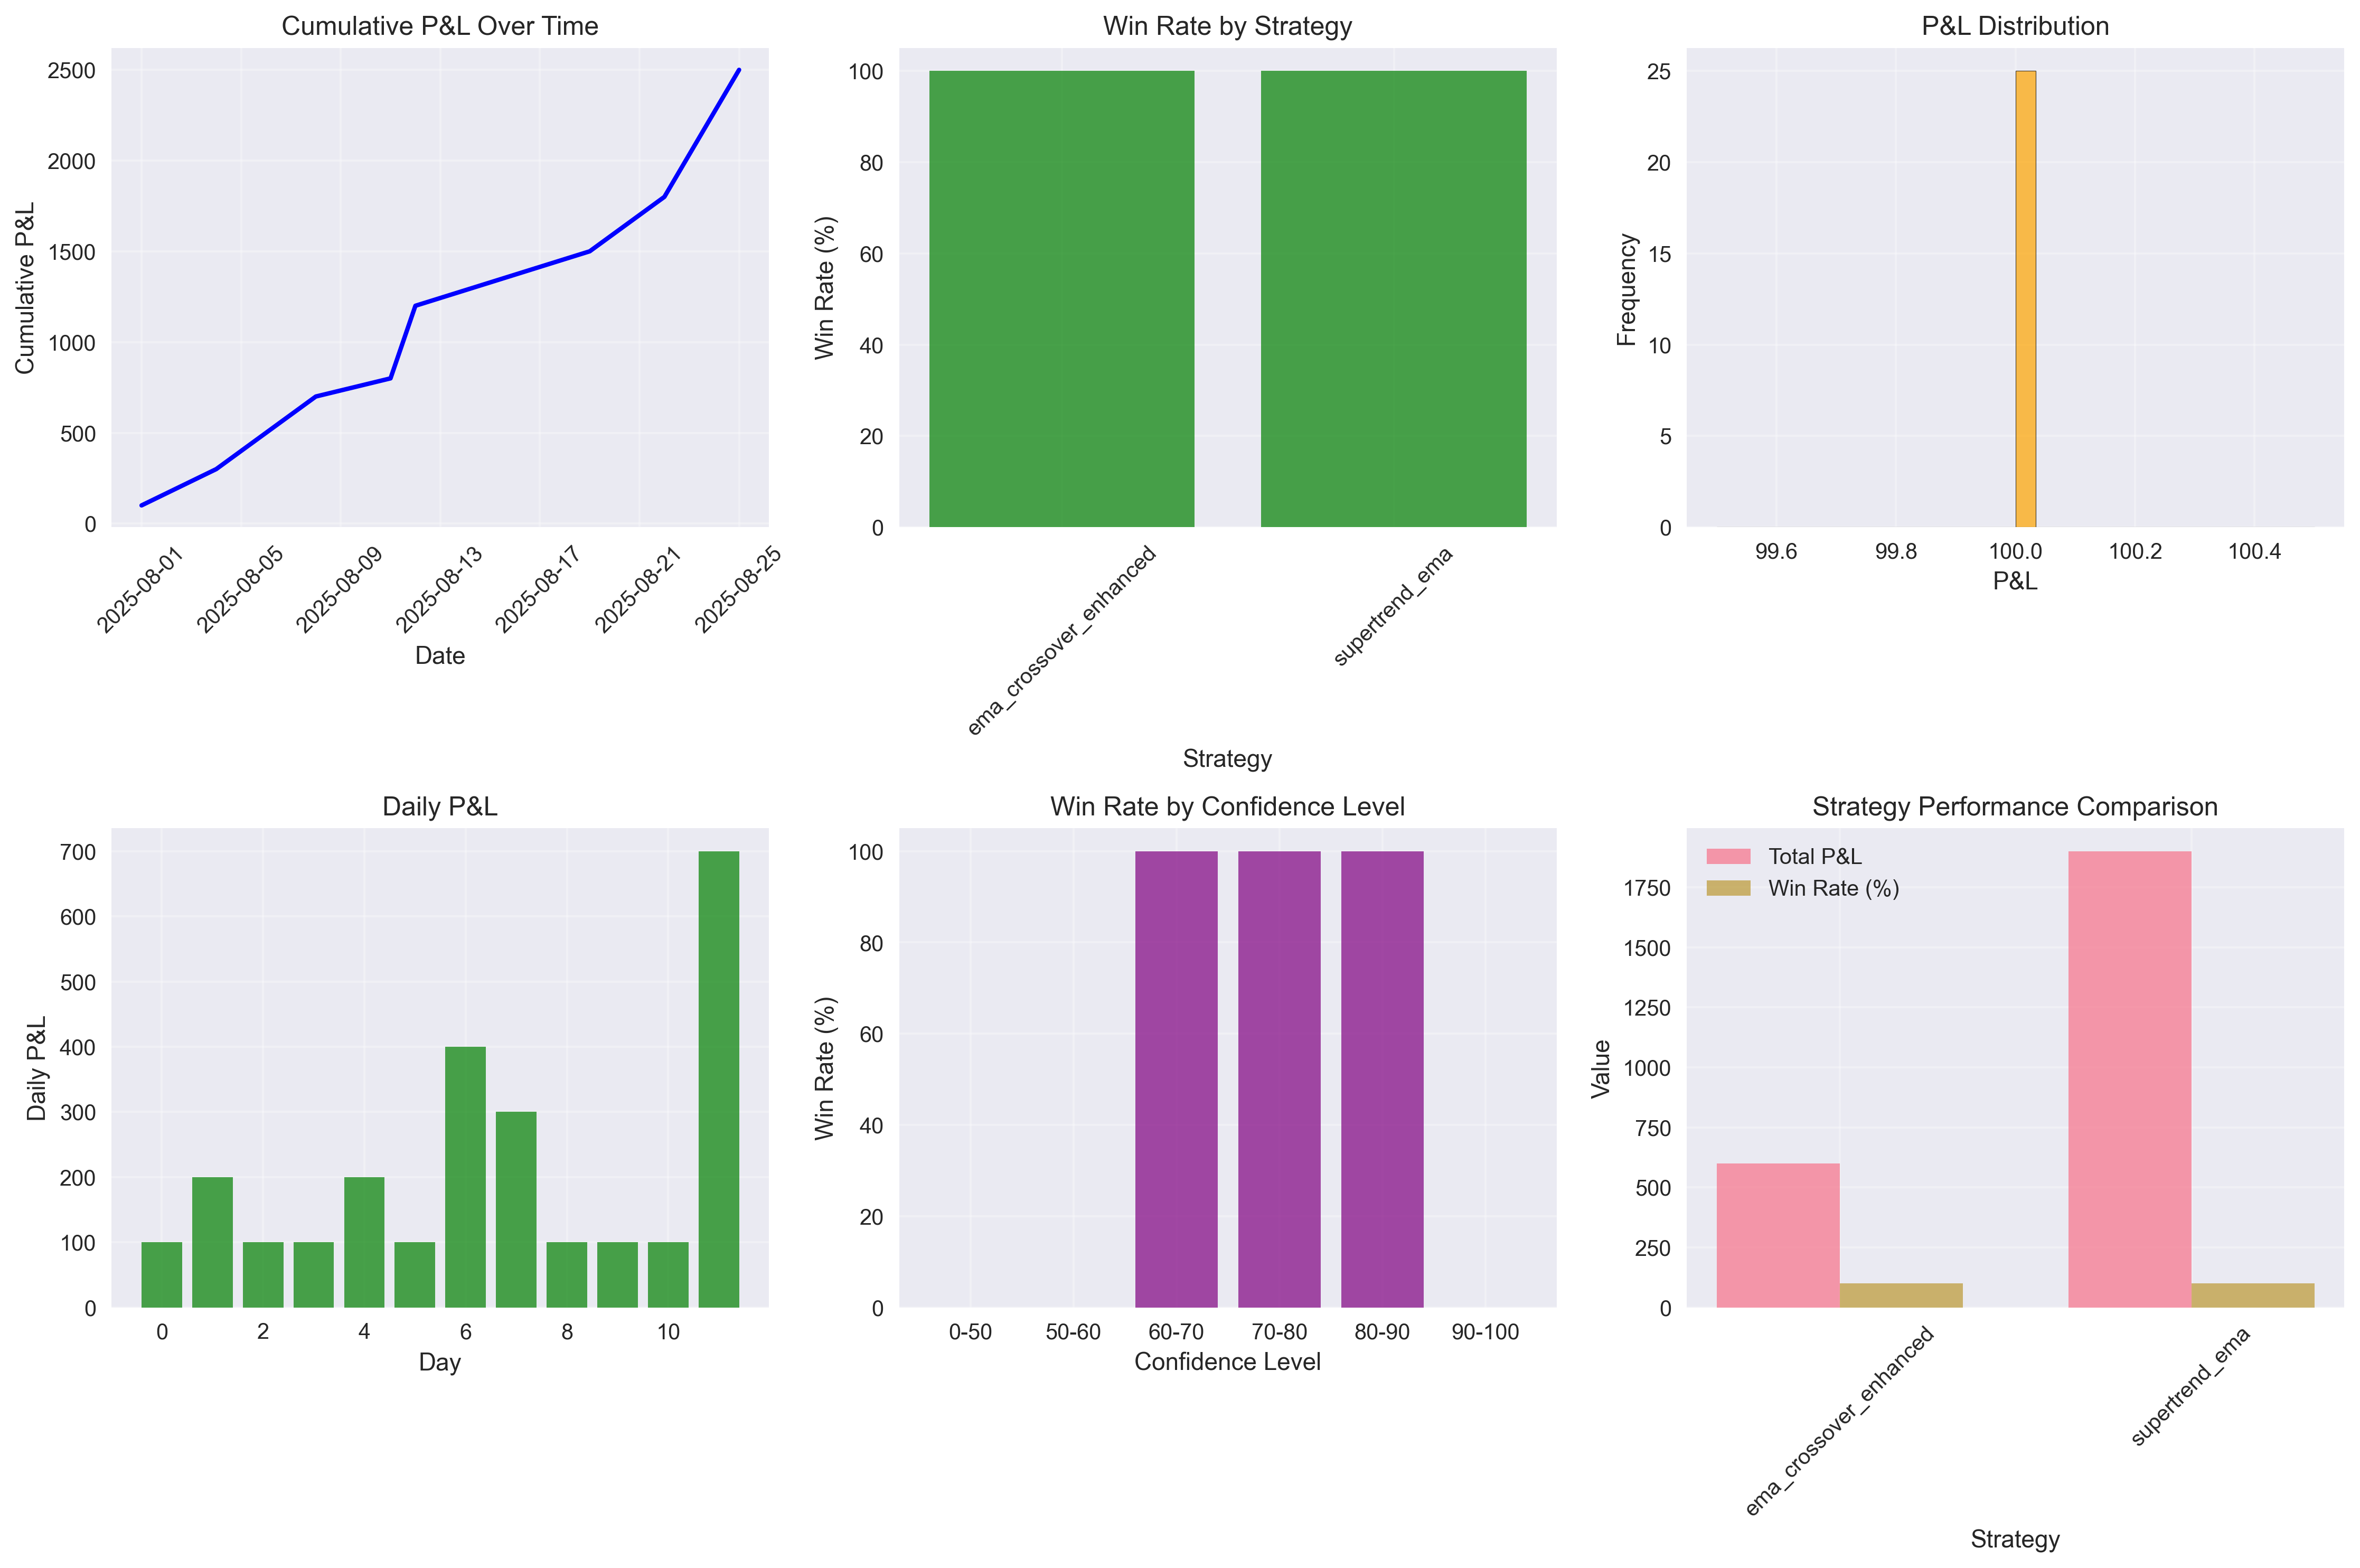 Cumulative P&L Over Time
Cumulative P&L
2500
2000
1500
1000
500
0
2025-08-01
2025-08-05
2025-08-09
2025-08-13
2025-08-17
2025-08-21
2025-08-25
Date
Win Rate by Strategy
Win Rate (%)
100
80
60
40
20
0
ema_crossover_enhanced
supertrend_ema
Strategy
P&L Distribution
Frequency
25
20
15
10
5
0
99.6
99.8
100.0
100.2
100.4
P&L
Daily P&L
Daily P&L
700
600
500
400
300
200
100
0
0
2
4
6
8
10
Day
Win Rate by Confidence Level
Win Rate (%)
100
80
60
40
20
0
0-50
50-60
60-70
70-80
80-90
90-100
Confidence Level
Strategy Performance Comparison
Total P&L
Win Rate (%)
Value
1750
1500
1250
1000
750
500
250
0
ema_crossover_enhanced
supertrend_ema
Strategy